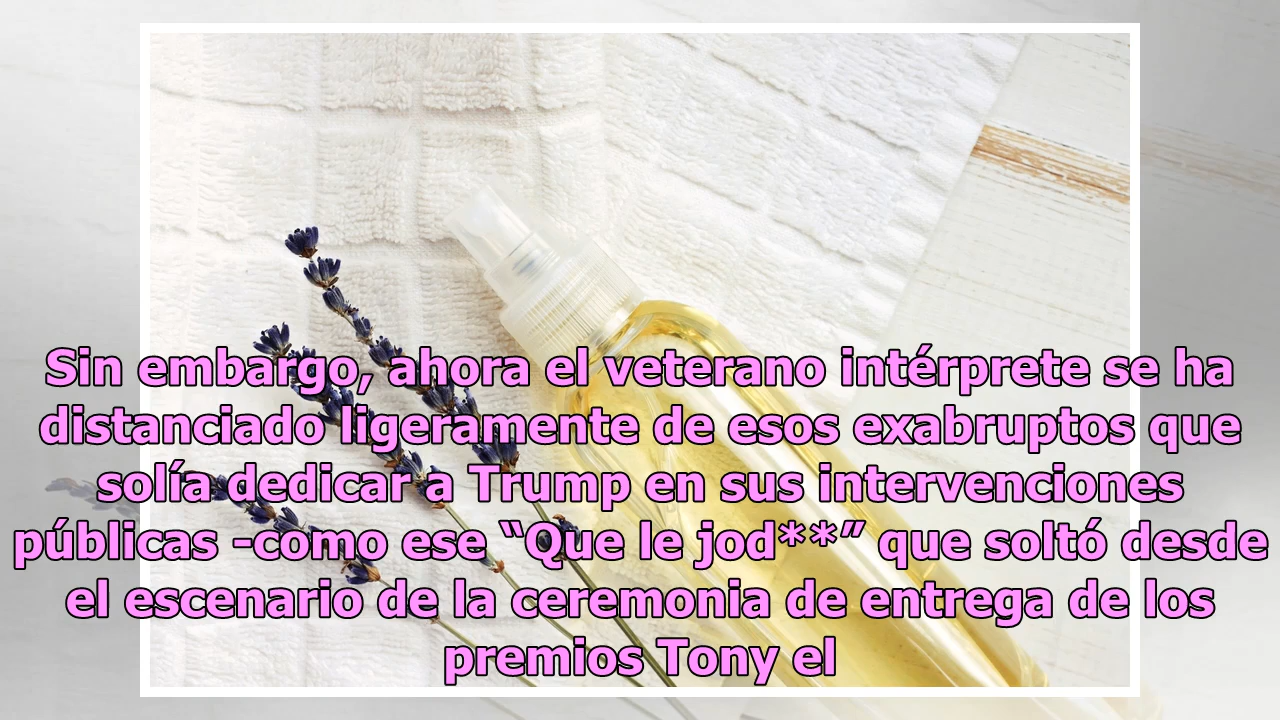 Sin embargo, ahora el veterano intérprete se ha
distanciado ligeramente de esos exabruptos que
solía dedicar a Trump en sus intervenciones
públicas -como ese “Que le jod**” que soltó desde
el escenario de la ceremonia de entrega de los
premios Tony el